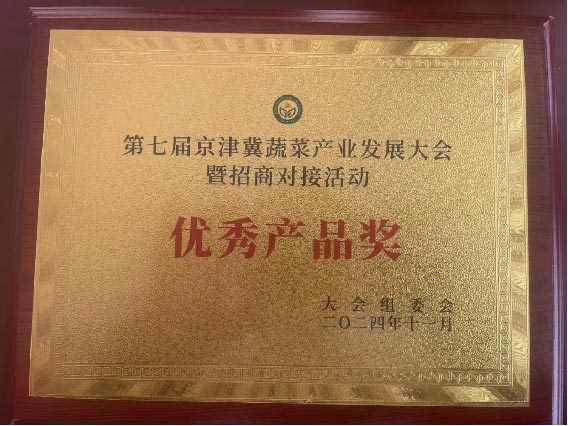 第七届京津冀蔬菜产业发展大会
暨招商对接活动
优秀产品奖
大会组委会
二〇二四年十一月